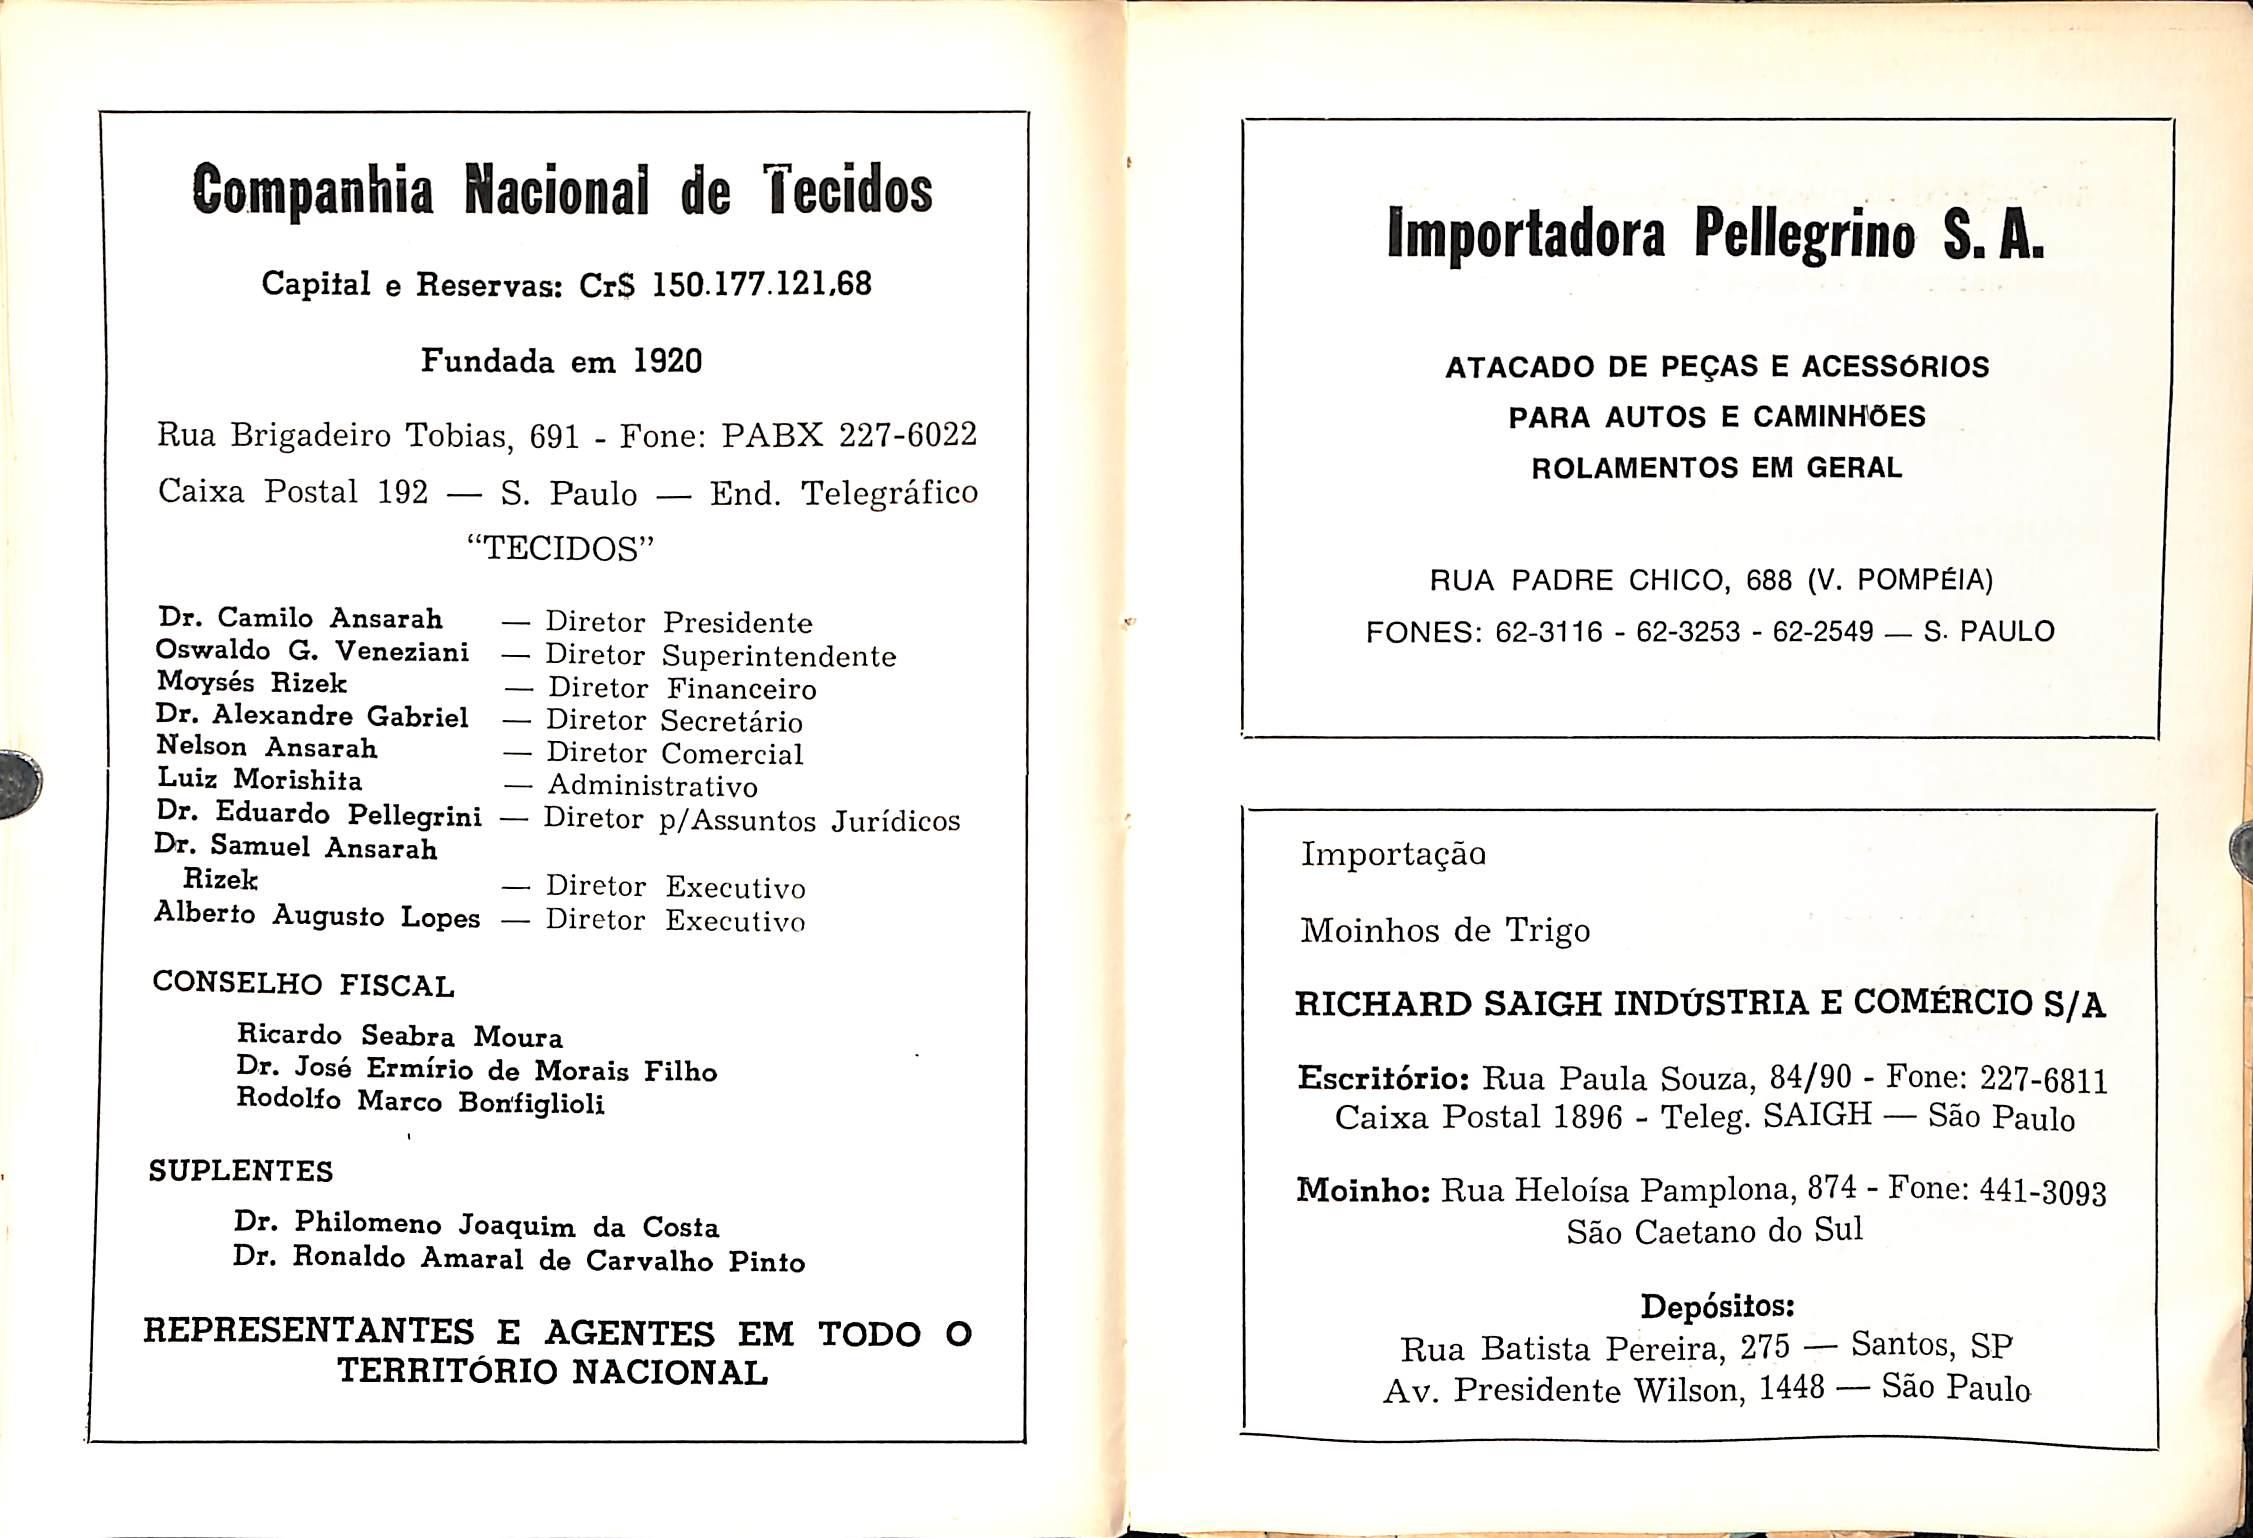 Companhia Nacional de Tecidos
Capital e Reservas: Cr$ 150.177.121,68
Fundada em 1920
Rua Brigadeiro Tobias, 691 - Fone: PABX 227-6022
Caixa Postal 192 — S. Paulo — End. Telegráfico
“TECIDOS”
Dr. Camilo Ansarah — Diretor Presidente
Oswaldo G. Veneziani — Diretor Superintendente
Moysés Rizek — Diretor Financeiro
Dr. Alexandre Gabriel — Diretor Secretário
Nelson Ansarah — Diretor Comercial
Luiz Morishita — Administrativo
Dr. Eduardo Pellegrini — Diretor p/Assuntos Jurídicos
Dr. Samuel Ansarah
Rizek — Diretor Executivo
Alberto Augusto Lopes — Diretor Executivo
CONSELHO FISCAL
Ricardo Seabra Moura
Dr. José Ermírio de Morais Filho
Rodolfo Marco Bonfiglioli
SUPLENTES
Dr. Philomeno Joaquim da Costa
Dr. Ronaldo Amaral de Carvalho Pinto
REPRESENTANTES E AGENTES EM TODO O
TERRITÓRIO NACIONAL
Importadora Pellegrino S. A.
ATACADO DE PEÇAS E ACESSÓRIOS
PARA AUTOS E CAMINHÕES
ROLAMENTOS EM GERAL
RUA PADRE CHICO, 688 (V. POMPÉIA)
FONES: 62-3116 - 62-3253 - 62-2549 — S. PAULO
Importação
Moinhos de Trigo
RICHARD SAIGH INDÚSTRIA E COMÉRCIO S/A
Escritório: Rua Paula Souza, 84/90 - Fone: 227-6811
Caixa Postal 1896 - Teleg. SAIGH — São Paulo
Moinho: Rua Heloísa Pamplona, 874 - Fone: 441-3093
São Caetano do Sul
Depósitos:
Rua Batista Pereira, 275 — Santos, SP
Av. Presidente Wilson, 1448 — São Paulo